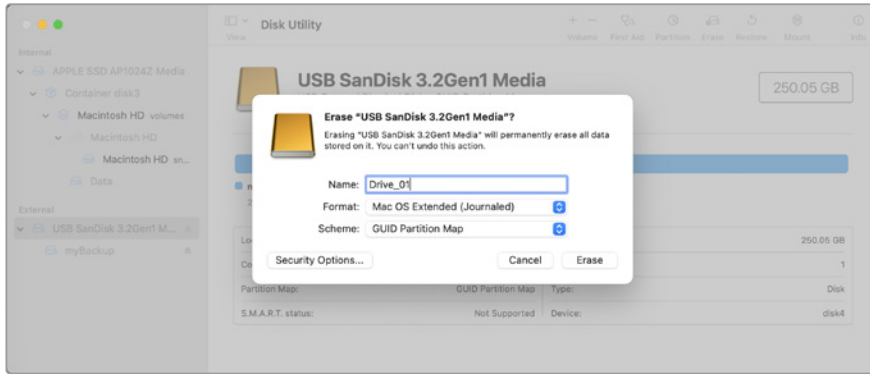 Disk Utility
View
Volume First Aid Partition Erase Restore Mount Info
Internal
APPLE SSD AP1024Z Media
Container disk3
Macintosh HD volumes
Macintosh HD
Macintosh HD sn...
Data
External
USB SanDisk 3.2Gen1 M...
myBackup
USB SanDisk 3.2Gen1 Media
250.05 GB
Erase “USB SanDisk 3.2Gen1 Media”?
Erasing “USB SanDisk 3.2Gen1 Media” will permanently erase all data
stored on it. You can't undo this action.
Name: Drive_01
Format: Mac OS Extended (Journaled)
Scheme: GUID Partition Map
Security Options... Cancel Erase
250.05 GB
1
Partition Map: GUID Partition Map Type: Disk
S.M.A.R.T. status: Not Supported Device: disk4